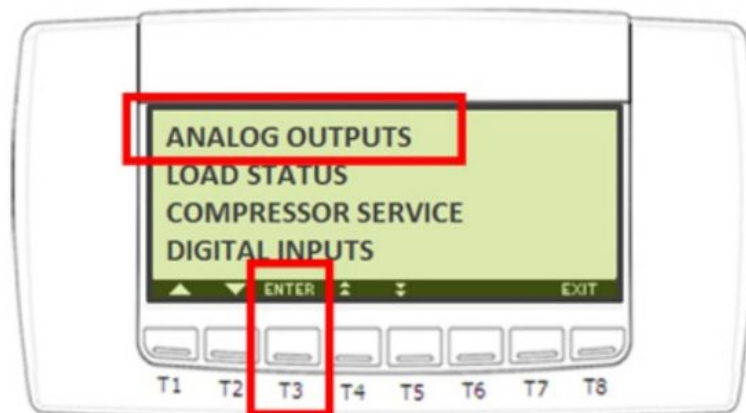 ANALOG OUTPUTS
LOAD STATUS
COMPRESSOR SERVICE
DIGITAL INPUTS
ENTER EXIT
T1 T2 T3 T4 T5 T6 T7 T8